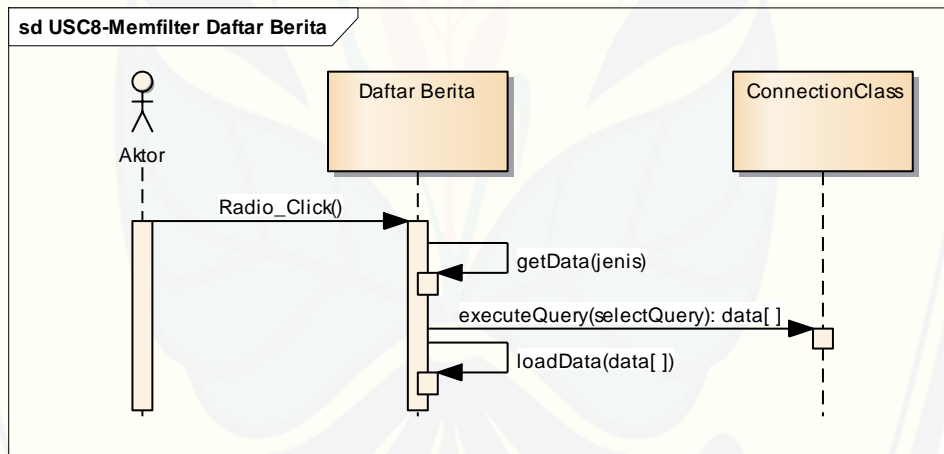 sd USC8-Memfilter Daftar Berita
Aktor
Daftar Berita
ConnectionClass
Radio_Click()
getData(jenis)
executeQuery(selectQuery): data[ ]
loadData(data[ ])